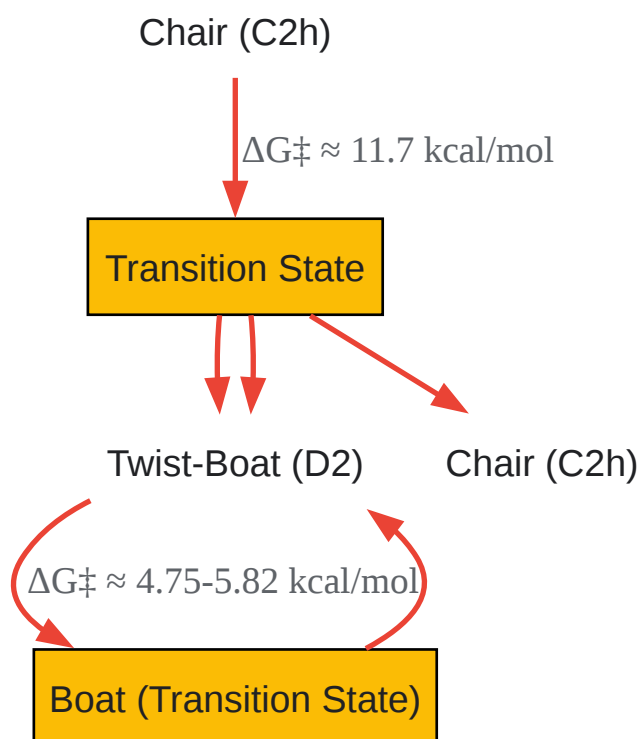 Chair (C2h)
ΔG‡ ≈ 11.7 kcal/mol
Transition State
Twist-Boat (D2)
Chair (C2h)
ΔG‡ ≈ 4.75-5.82 kcal/mol
Boat (Transition State)